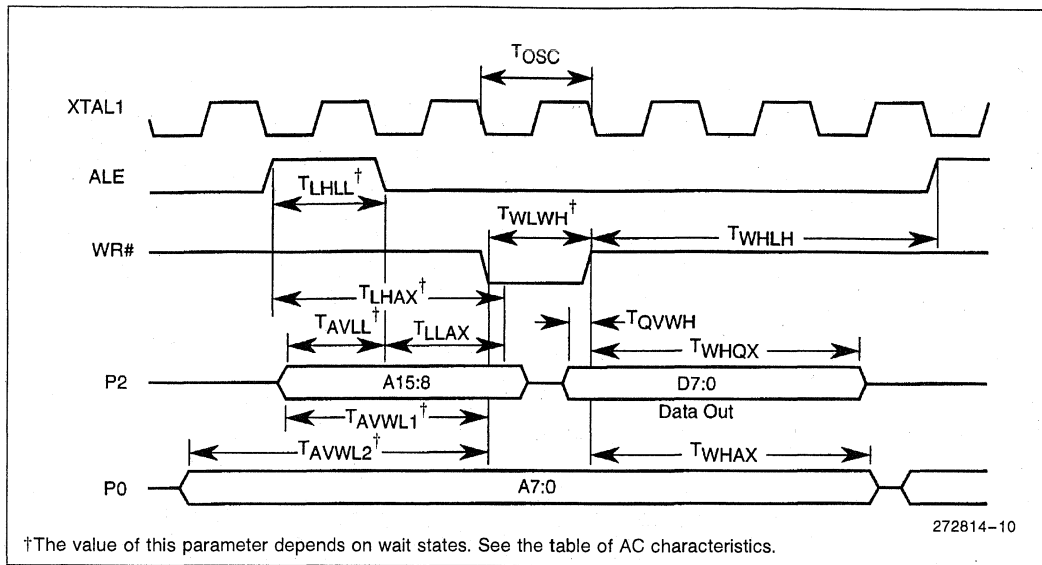 TOSC
XTAL1
ALE
TLHLL†
TWLWH†
TWHLH
WR#
TLHAX†
TAVLL†
TLLAX
TQVWH
TWHQX
P2
A15:8
D7:0
Data Out
TAVWL1†
TAVWL2†
TWHAX
P0
A7:0
272814-10
†The value of this parameter depends on wait states. See the table of AC characteristics.